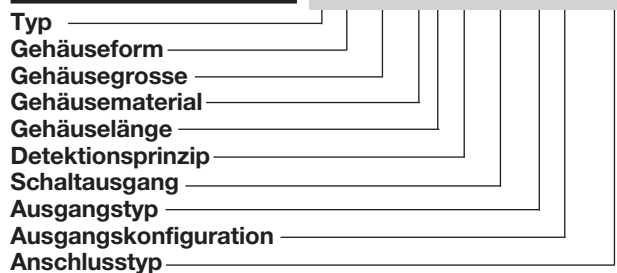 Typ
Gehäuseform
Gehäusegrosse
Gehäusematerial
Gehäuselänge
Detektionsprinzip
Schaltausgang
Ausgangstyp
Ausgangskonfiguration
Anschlusstyp